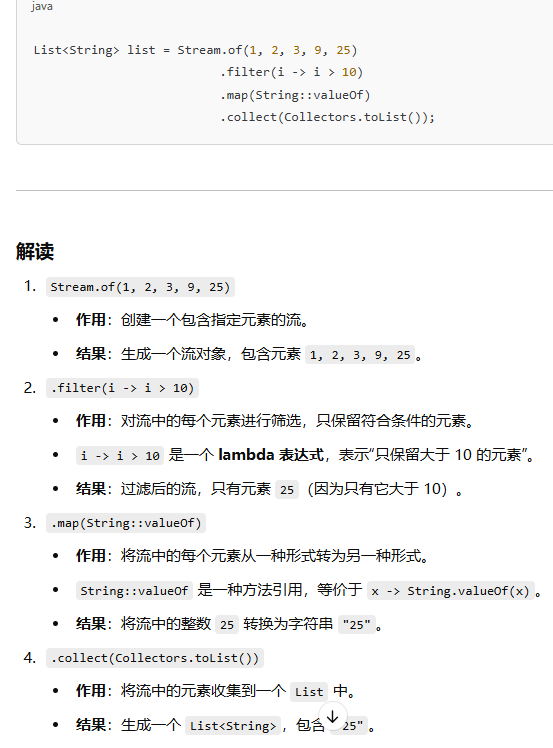 java
List<String> list = Stream.of(1, 2, 3, 9, 25)
.filter(i -> i > 10)
.map(String::valueOf)
.collect(Collectors.toList());
解读
1. Stream.of(1, 2, 3, 9, 25)
• 作用：创建一个包含指定元素的流。
• 结果：生成一个流对象，包含元素 1, 2, 3, 9, 25 。
2. .filter(i -> i > 10)
• 作用：对流中的每个元素进行筛选，只保留符合条件的元素。
• i -> i > 10 是一个 lambda 表达式，表示“只保留大于 10 的元素”。
• 结果：过滤后的流，只有元素 25（因为只有它大于 10）。
3. .map(String::valueOf)
• 作用：将流中的每个元素从一种形式转为另一种形式。
• String::valueOf 是一种方法引用，等价于 x -> String.valueOf(x) 。
• 结果：将流中的整数 25 转换为字符串 "25"。
4. .collect(Collectors.toList())
• 作用：将流中的元素收集到一个 List 中。
• 结果：生成一个 List<String>，包含 25"。